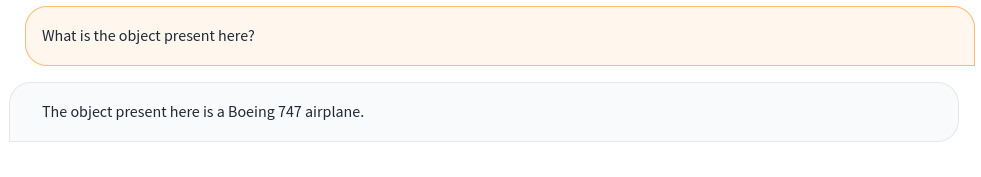 What is the object present here?
The object present here is a Boeing 747 airplane.